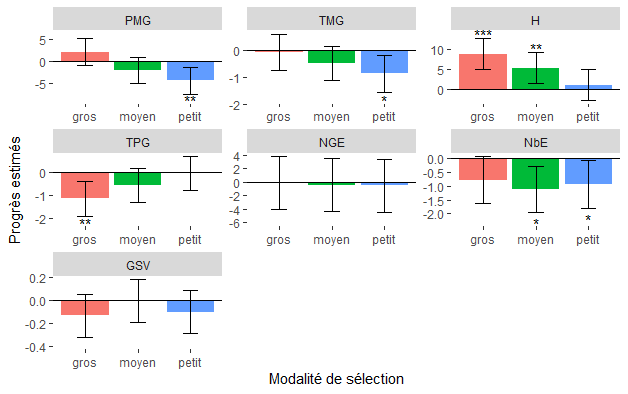 PMG TMG H
5
0
-5
**
gros moyen petit
0
-1
-2
*
gros moyen petit
10
5
0
*** **
gros moyen petit
TPG NGE NbE
0
-1
-2
**
gros moyen petit
4
2
0
-2
-4
-6
gros moyen petit
0.0
-0.5
-1.0
-1.5
-2.0
* *
gros moyen petit
GSV
0.2
0.0
-0.2
-0.4
gros moyen petit
Progrès estimés
Modalité de sélection